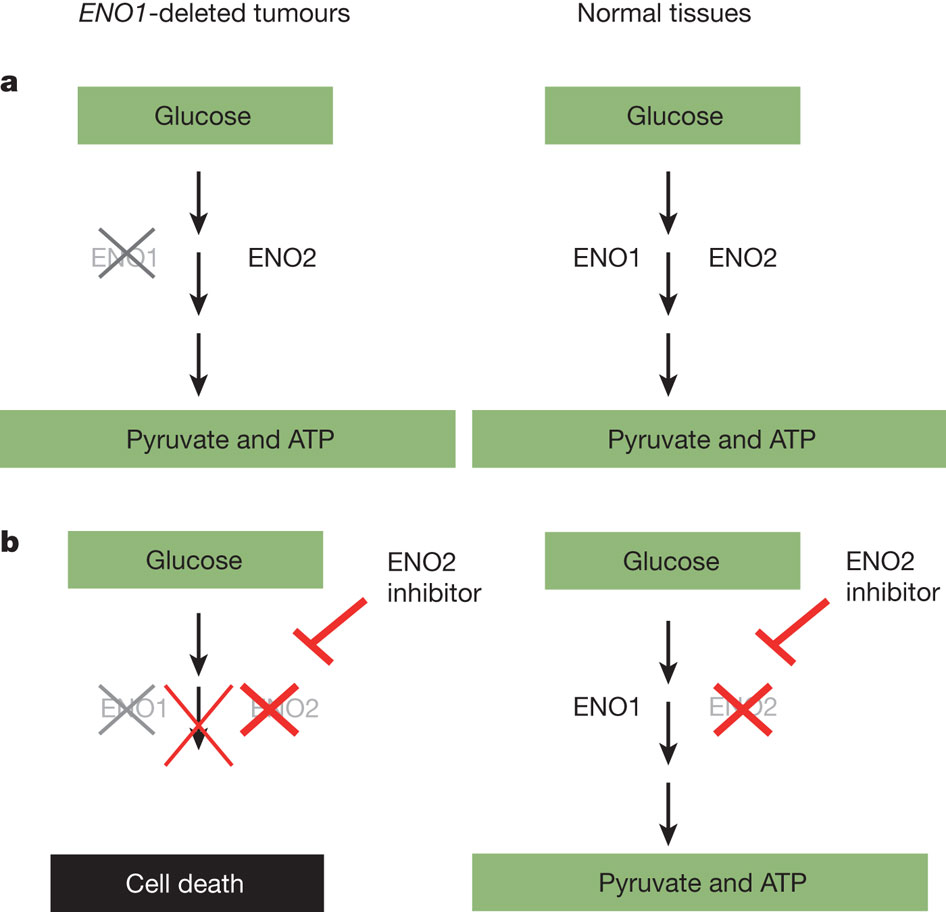 ENO1-deleted tumours
Normal tissues
a
Glucose
Glucose
ENO1
ENO2
ENO1
ENO2
Pyruvate and ATP
Pyruvate and ATP
b
Glucose
ENO2
inhibitor
Glucose
ENO2
inhibitor
ENO1
ENO2
ENO1
ENO2
Cell death
Pyruvate and ATP